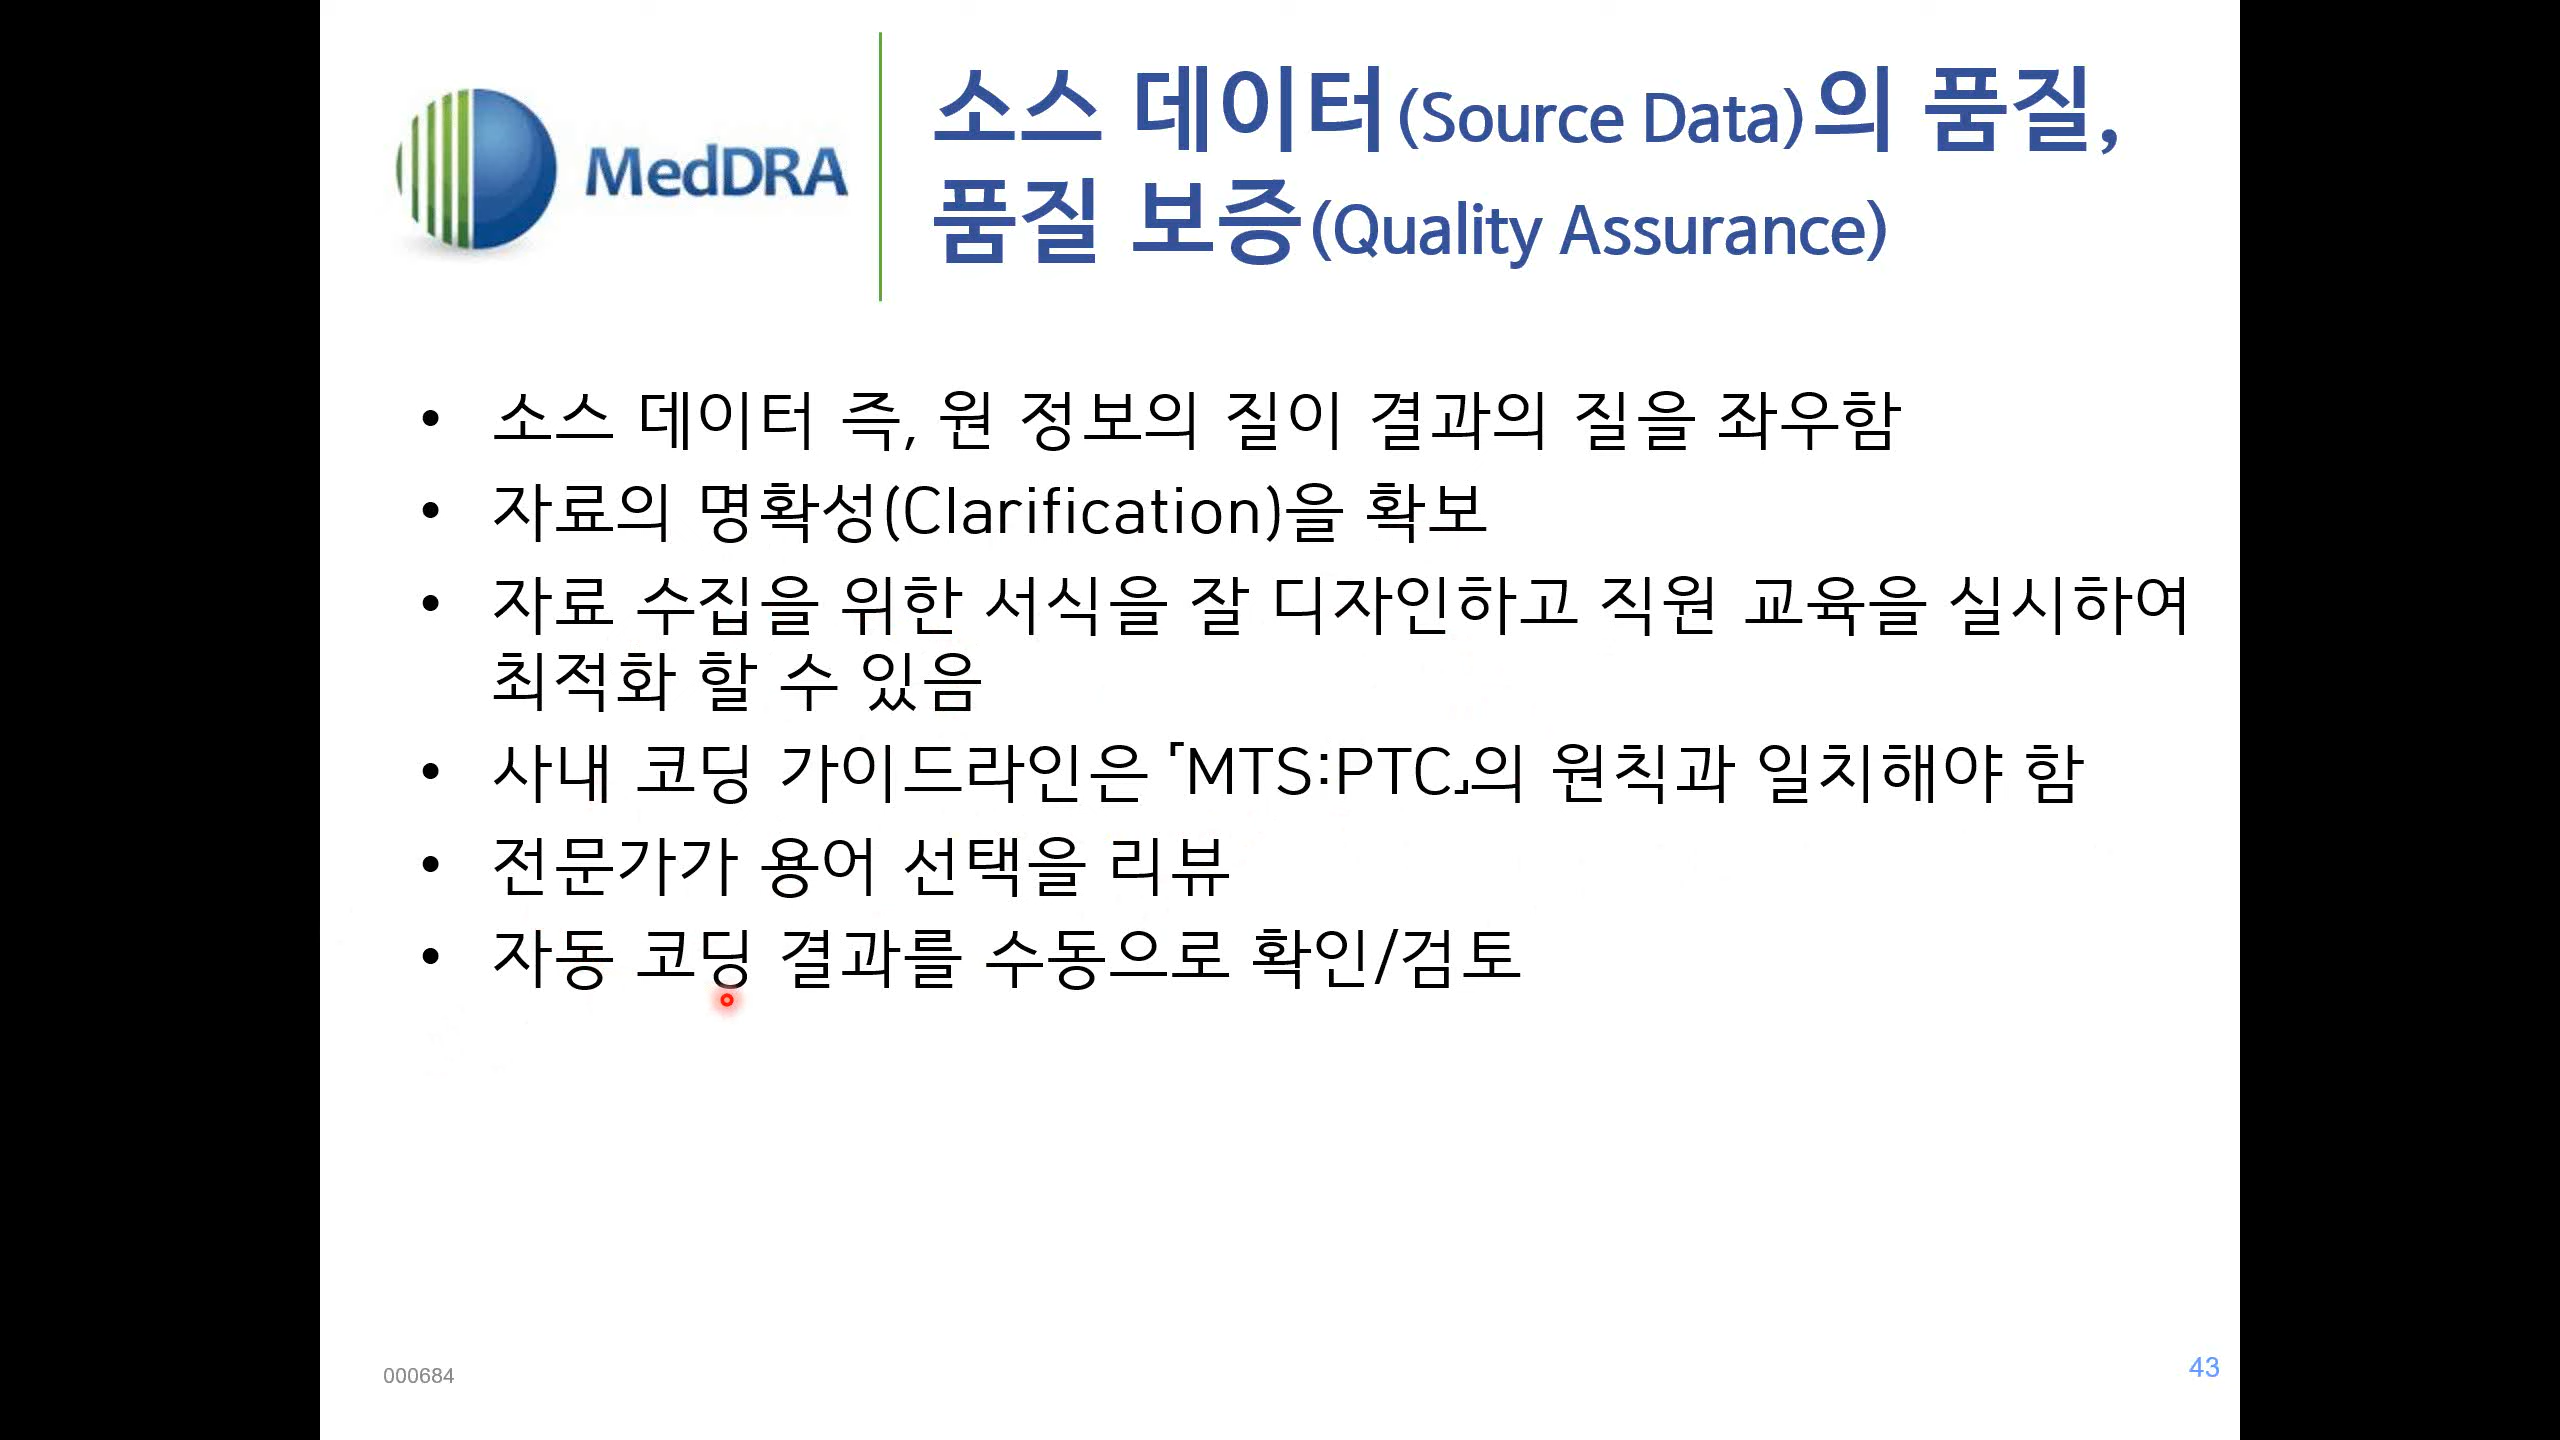 MedDRA
소스 데이터(Source Data)의 품질,
품질 보증(Quality Assurance)
• 소스 데이터 즉, 원 정보의 질이 결과의 질을 좌우함
• 자료의 명확성(Clarification)을 확보
• 자료 수집을 위한 서식을 잘 디자인하고 직원 교육을 실시하여
최적화 할 수 있음
• 사내 코딩 가이드라인은 ｢MTS:PTC｣의 원칙과 일치해야 함
• 전문가가 용어 선택을 리뷰
• 자동 코딩 결과를 수동으로 확인/검토
000684
43